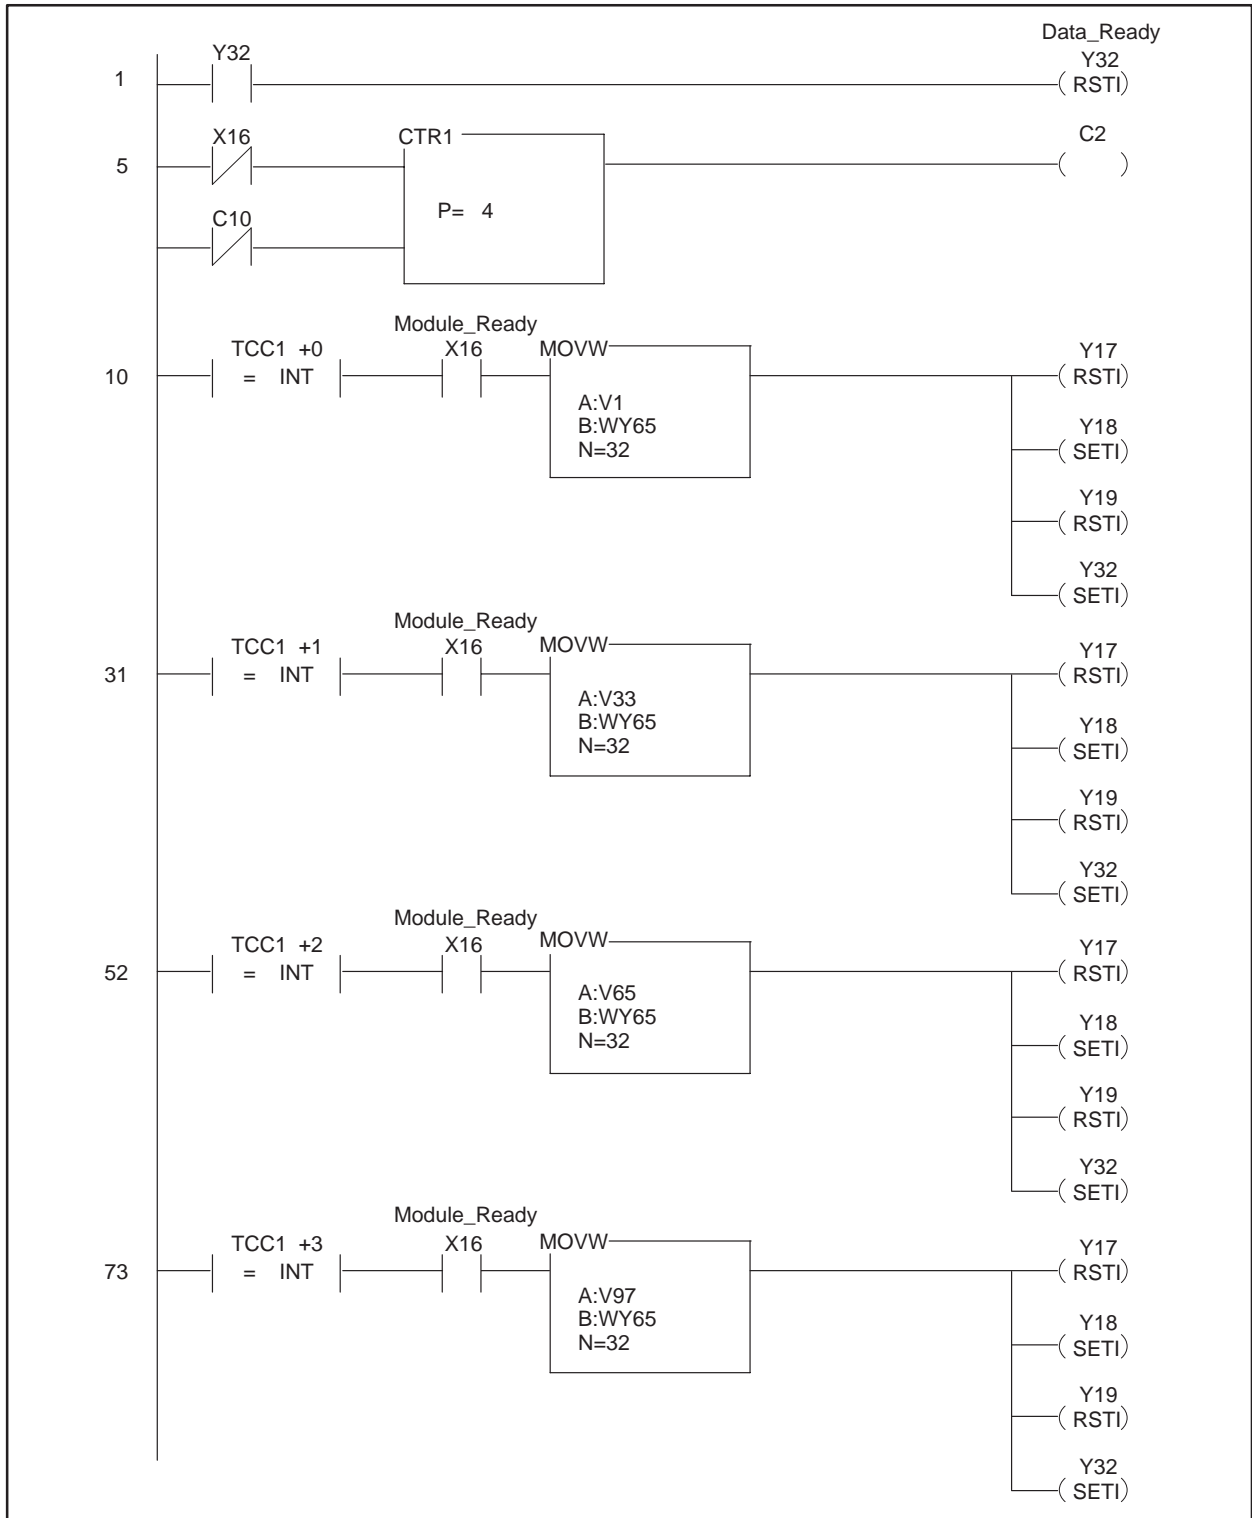 Data_Ready
Y32 Y32
1 ( RSTI)
X16 CTR1 C2
5 ( )
P= 4
C10
Module_Ready
TCC1 +0 X16 MOVW Y17
10 = INT ( RSTI)
A:V1
B:WY65 Y18
N=32 ( SETI)
Y19
( RSTI)
Y32
( SETI)
Module_Ready
TCC1 +1 X16 MOVW Y17
31 = INT ( RSTI)
A:V33
B:WY65 Y18
N=32 ( SETI)
Y19
( RSTI)
Y32
( SETI)
Module_Ready
TCC1 +2 X16 MOVW Y17
52 = INT ( RSTI)
A:V65
B:WY65 Y18
N=32 ( SETI)
Y19
( RSTI)
Y32
( SETI)
Module_Ready
TCC1 +3 X16 MOVW Y17
73 = INT ( RSTI)
A:V97
B:WY65 Y18
N=32 ( SETI)
Y19
( RSTI)
Y32
( SETI)